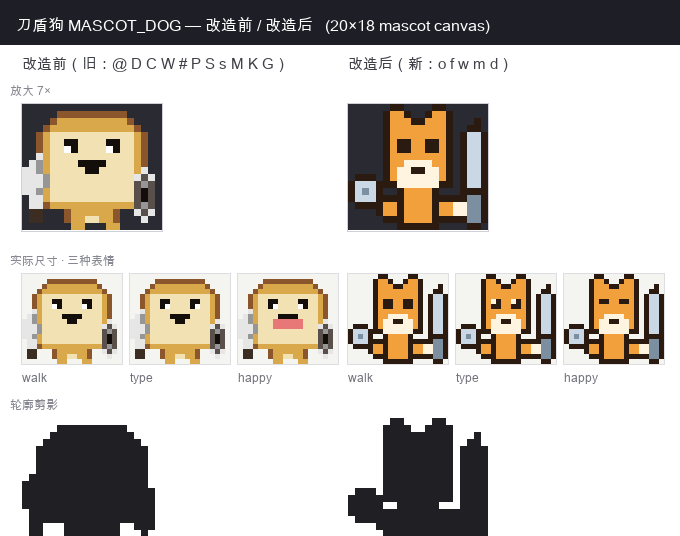 刀盾狗 MASCOT_DOG — 改造前 / 改造后 (20×18 mascot canvas)
改造前 ( 旧 : @ D C W # P S s M K G )
改造后 ( 新 : o f w m d )
放大 7×
实际尺寸 · 三种表情
walk
type
happy
walk
type
happy
轮廓剪影